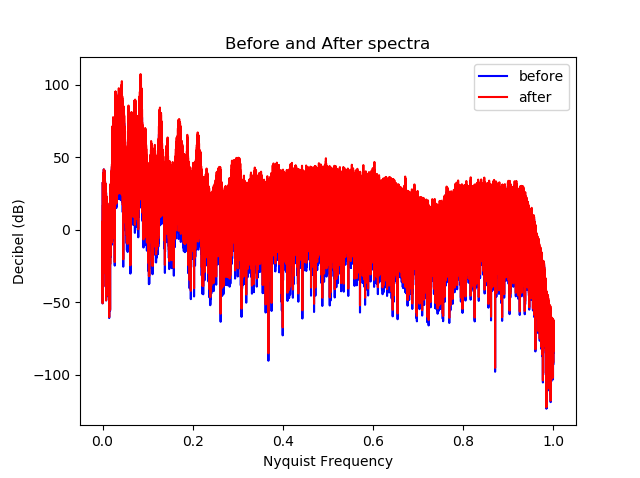 Before and After spectra
before
after
100
50
0
−50
−100
Decibel (dB)
0.0 0.2 0.4 0.6 0.8 1.0
Nyquist Frequency